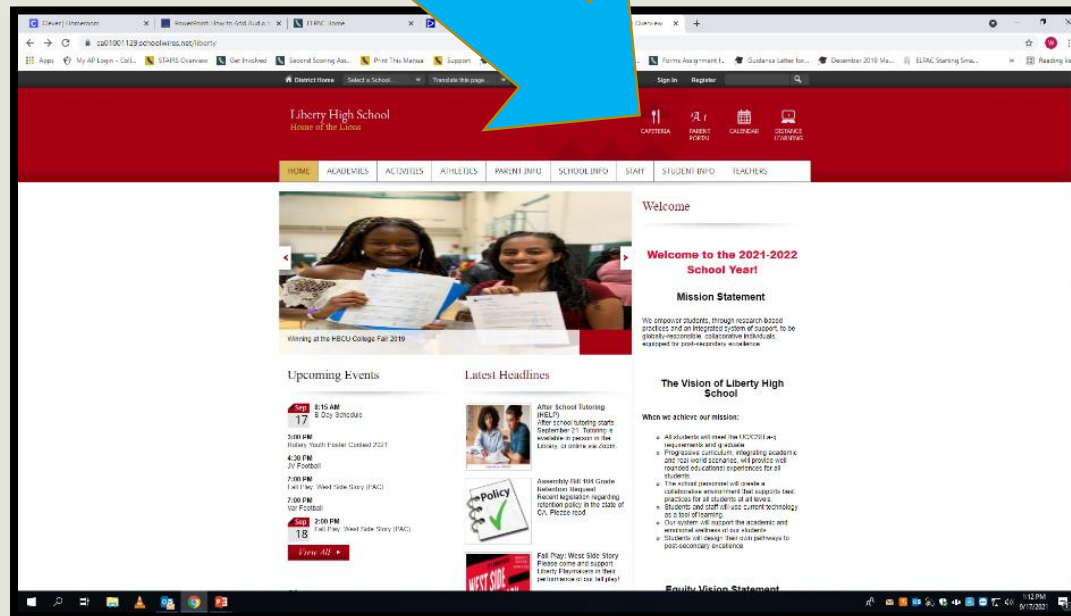 Clever | Homeroom
PowerPoint: How to Add Audio t
ELPAC Home
Overview
ca01001129.schoolwires.net/liberty
Apps My AP Login – Coll... STAIRS Overview Get Involved Second Scoring Ass... Print This Manual Support Forms Assignment f... Guidance Letter for... December 2019 Ma... ELPAC Starting Sma... Reading list
District Home Select a School... Translate this page... Sign In Register
Liberty High School
Home of the Lions
CAFETERIA PARENT PORTAL CALENDAR DISTANCE LEARNING
HOME ACADEMICS ACTIVITIES ATHLETICS PARENT INFO SCHOOL INFO STAFF STUDENT INFO TEACHERS
Winning at the HBCU College Fair 2019
Welcome
Welcome to the 2021-2022
School Year!
Mission Statement
We empower students, through research-based
practices and an integrated system of support, to be
globally-responsible, collaborative individuals,
equipped for post-secondary excellence
The Vision of Liberty High
School
When we achieve our mission:
All students will meet the UC/CSU a-g
requirements and graduate
Progressive curriculum, integrating academic
and real world scenarios, will provide well
rounded educational experiences for all
students.
The school personnel will create a
collaborative environment that supports best
practices for all students at all levels.
Students and staff will use current technology
as a tool of learning.
Our system will support the academic and
emotional wellness of our students
Students will design their own pathways to
post-secondary excellence
Equity Vision Statement
Upcoming Events
Sep 17
8:15 AM
B Day Schedule
3:00 PM
Rotary Youth Poster Contest 2021
4:30 PM
JV Football
7:00 PM
Fall Play: West Side Story (PAC)
7:00 PM
Var Football
Sep 18
2:00 PM
Fall Play: West Side Story (PAC)
View All
Latest Headlines
After School Tutoring
(HELP)
After school tutoring starts
September 21. Tutoring is
available in person in the
Library, or online via Zoom.
Policy
Assembly Bill 104 Grade
Retention Request
Recent legislation regarding
retention policy in the state of
CA. Please read
WEST SIDE
Fall Play: West Side Story
Please come and support
Liberty Playmakers in their
performance of our fall play!
1:12 PM
9/17/2021